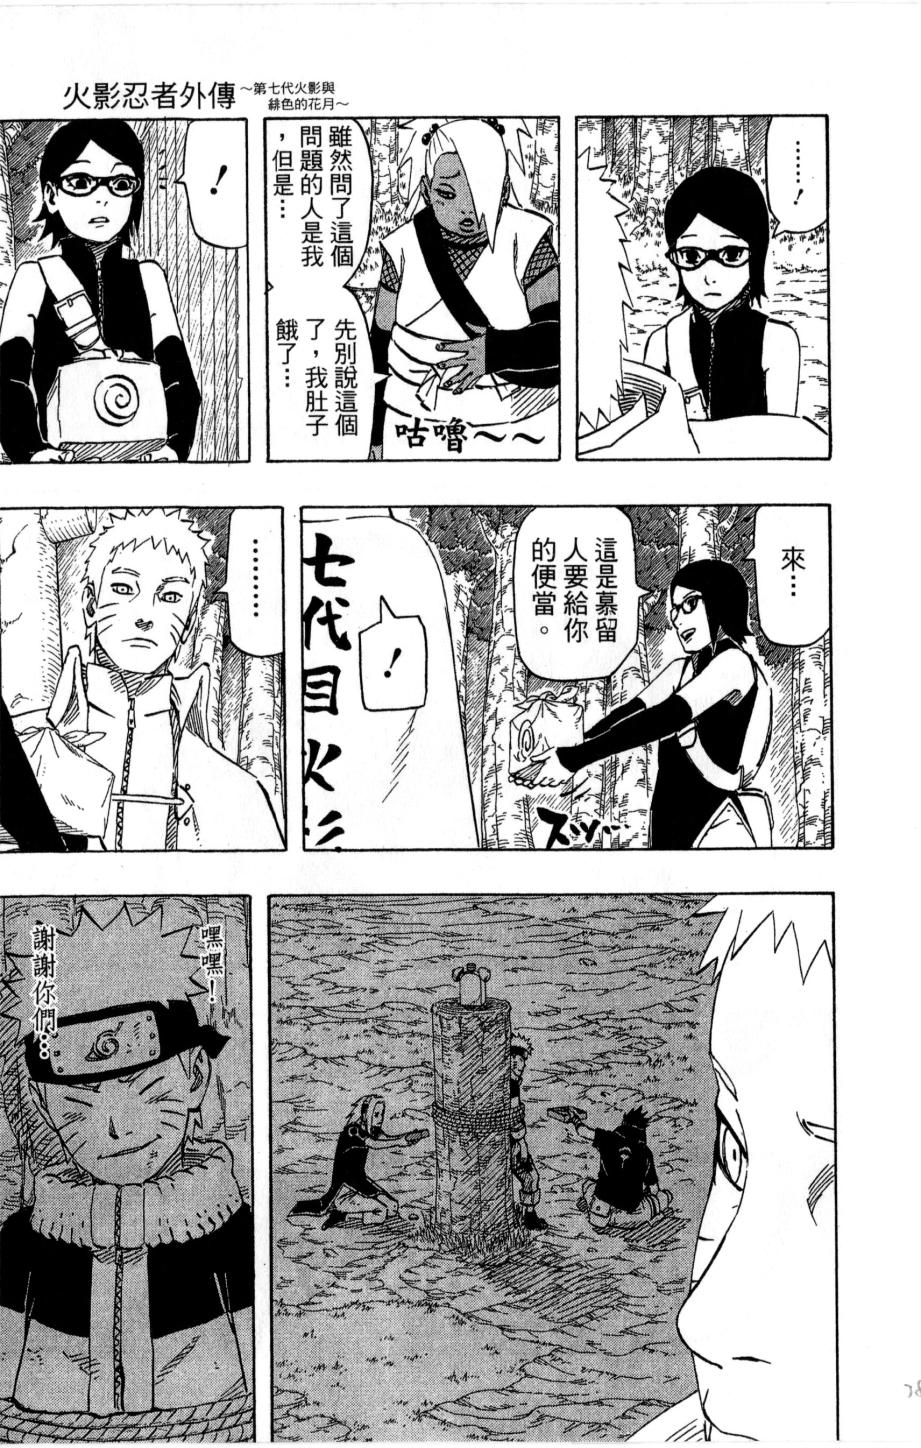 火影忍者外傳
～第七代火影與
緋色的花月～
……！
雖然問了這個
問題的人是我
，但是…
先別說這個
了，我肚子
餓了…
咕嚕～～
！
來…
這是慕留
人要給你
的便當。
ズッ…
！
七代目火影
………
嘿嘿！
謝謝你們…